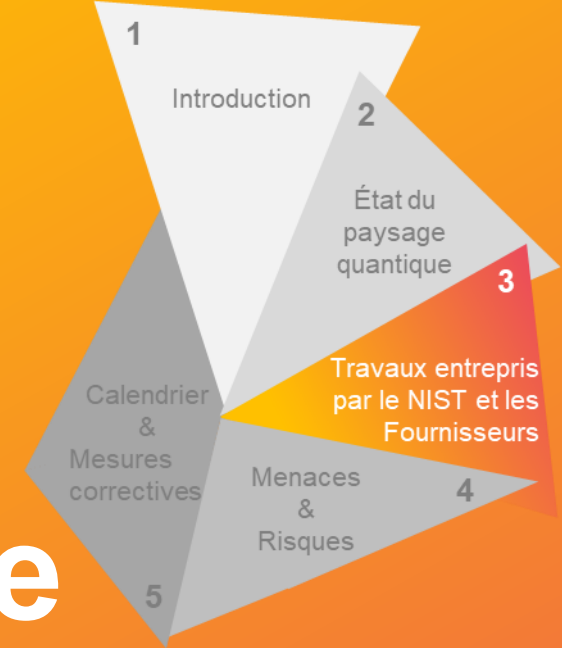 1
Introduction
2
État du
paysage
quantique
3
Travaux entrepris
par le NIST et les
Fournisseurs
4
Menaces
&
Risques
5
Calendrier
&
Mesures
correctives
e